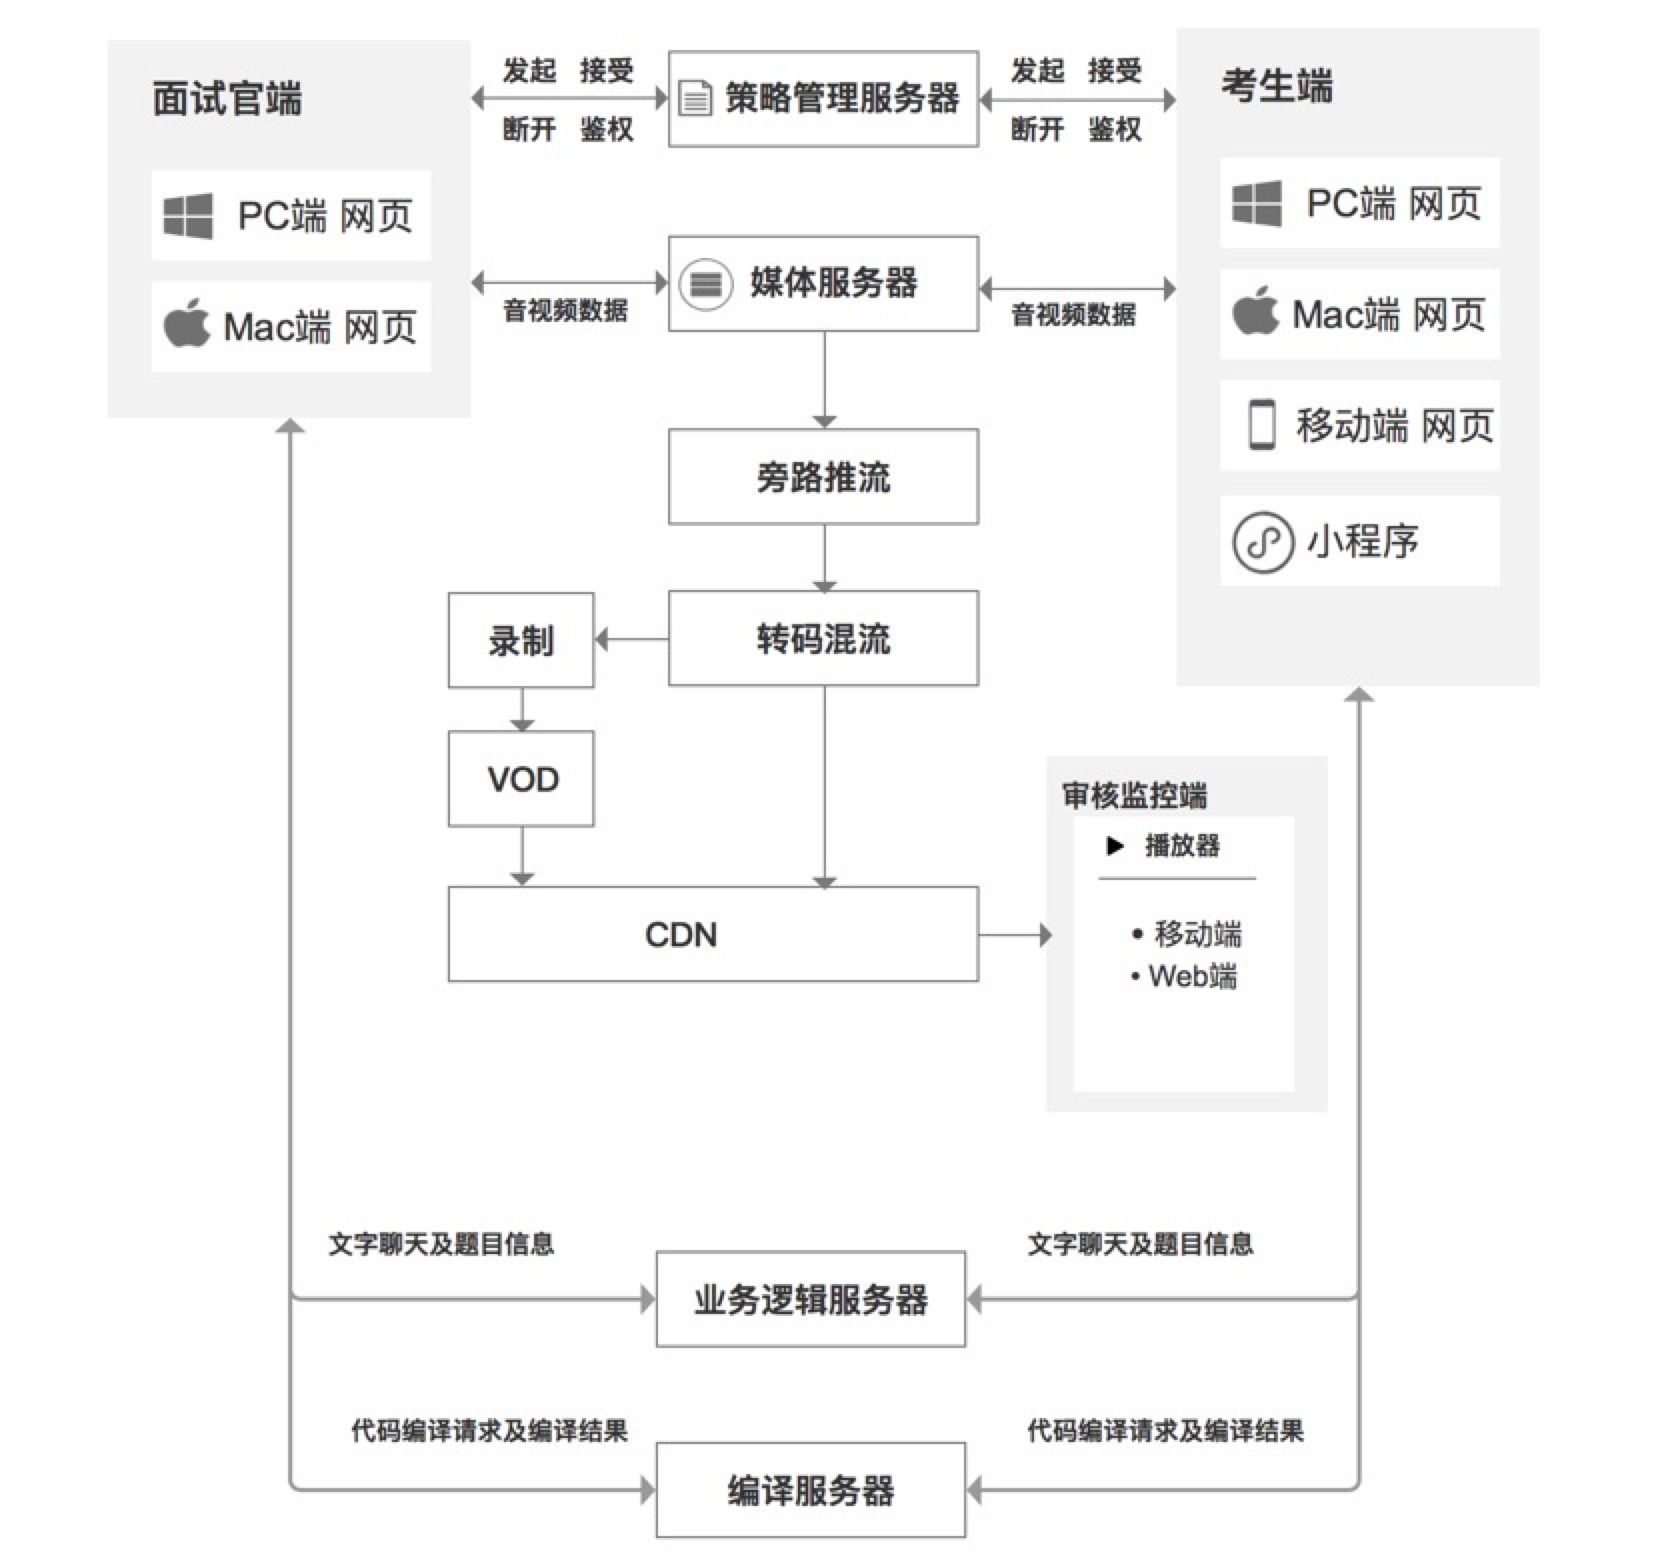 面试官端
PC端 网页
Mac端 网页
发起 接受
断开 鉴权
策略管理服务器
发起 接受
断开 鉴权
考生端
PC端 网页
Mac端 网页
移动端 网页
小程序
音视频数据
媒体服务器
音视频数据
旁路推流
转码混流
录制
VOD
CDN
审核监控端
播放器
• 移动端
• Web端
文字聊天及题目信息
业务逻辑服务器
文字聊天及题目信息
代码编译请求及编译结果
编译服务器
代码编译请求及编译结果